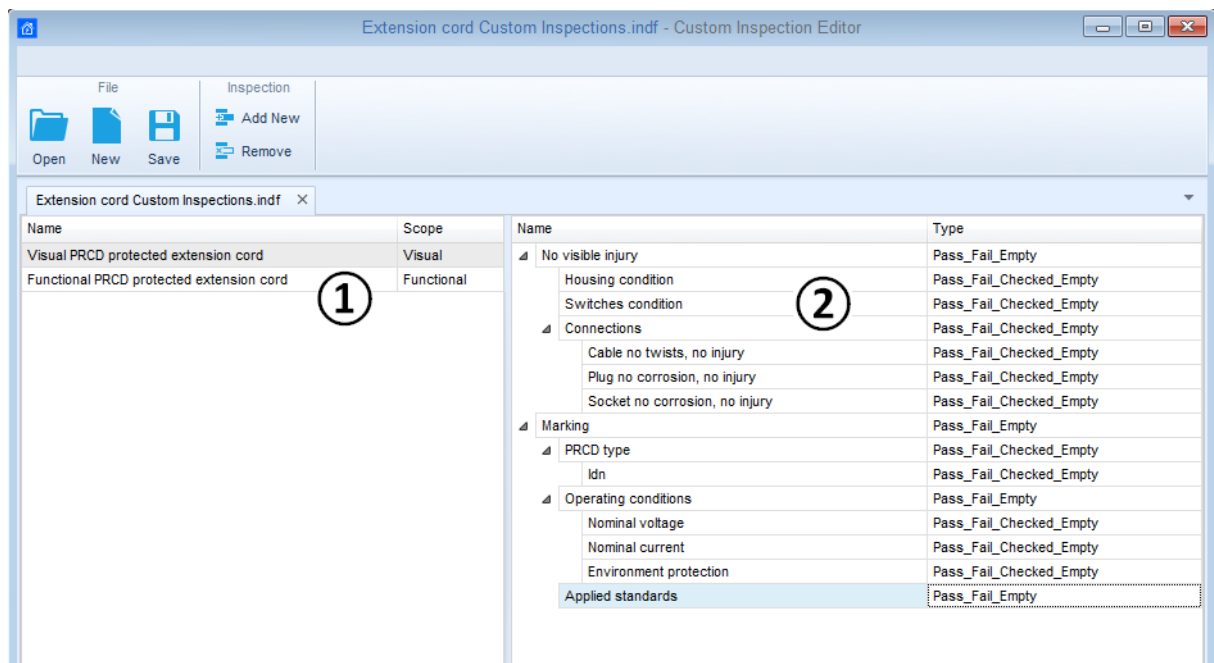 Extension cord Custom Inspections.indf - Custom Inspection Editor
File
Inspection
Open
New
Save
Add New
Remove
Extension cord Custom Inspections.indf
Name Scope
Visual PRCD protected extension cord Visual
Functional PRCD protected extension cord Functional
1
Name Type
No visible injury Pass_Fail_Empty
Housing condition Pass_Fail_Checked_Empty
Switches condition Pass_Fail_Checked_Empty
2
Connections Pass_Fail_Checked_Empty
Cable no twists, no injury Pass_Fail_Checked_Empty
Plug no corrosion, no injury Pass_Fail_Checked_Empty
Socket no corrosion, no injury Pass_Fail_Checked_Empty
Marking Pass_Fail_Empty
PRCD type Pass_Fail_Checked_Empty
Idn Pass_Fail_Checked_Empty
Operating conditions Pass_Fail_Empty
Nominal voltage Pass_Fail_Checked_Empty
Nominal current Pass_Fail_Checked_Empty
Environment protection Pass_Fail_Checked_Empty
Applied standards Pass_Fail_Empty